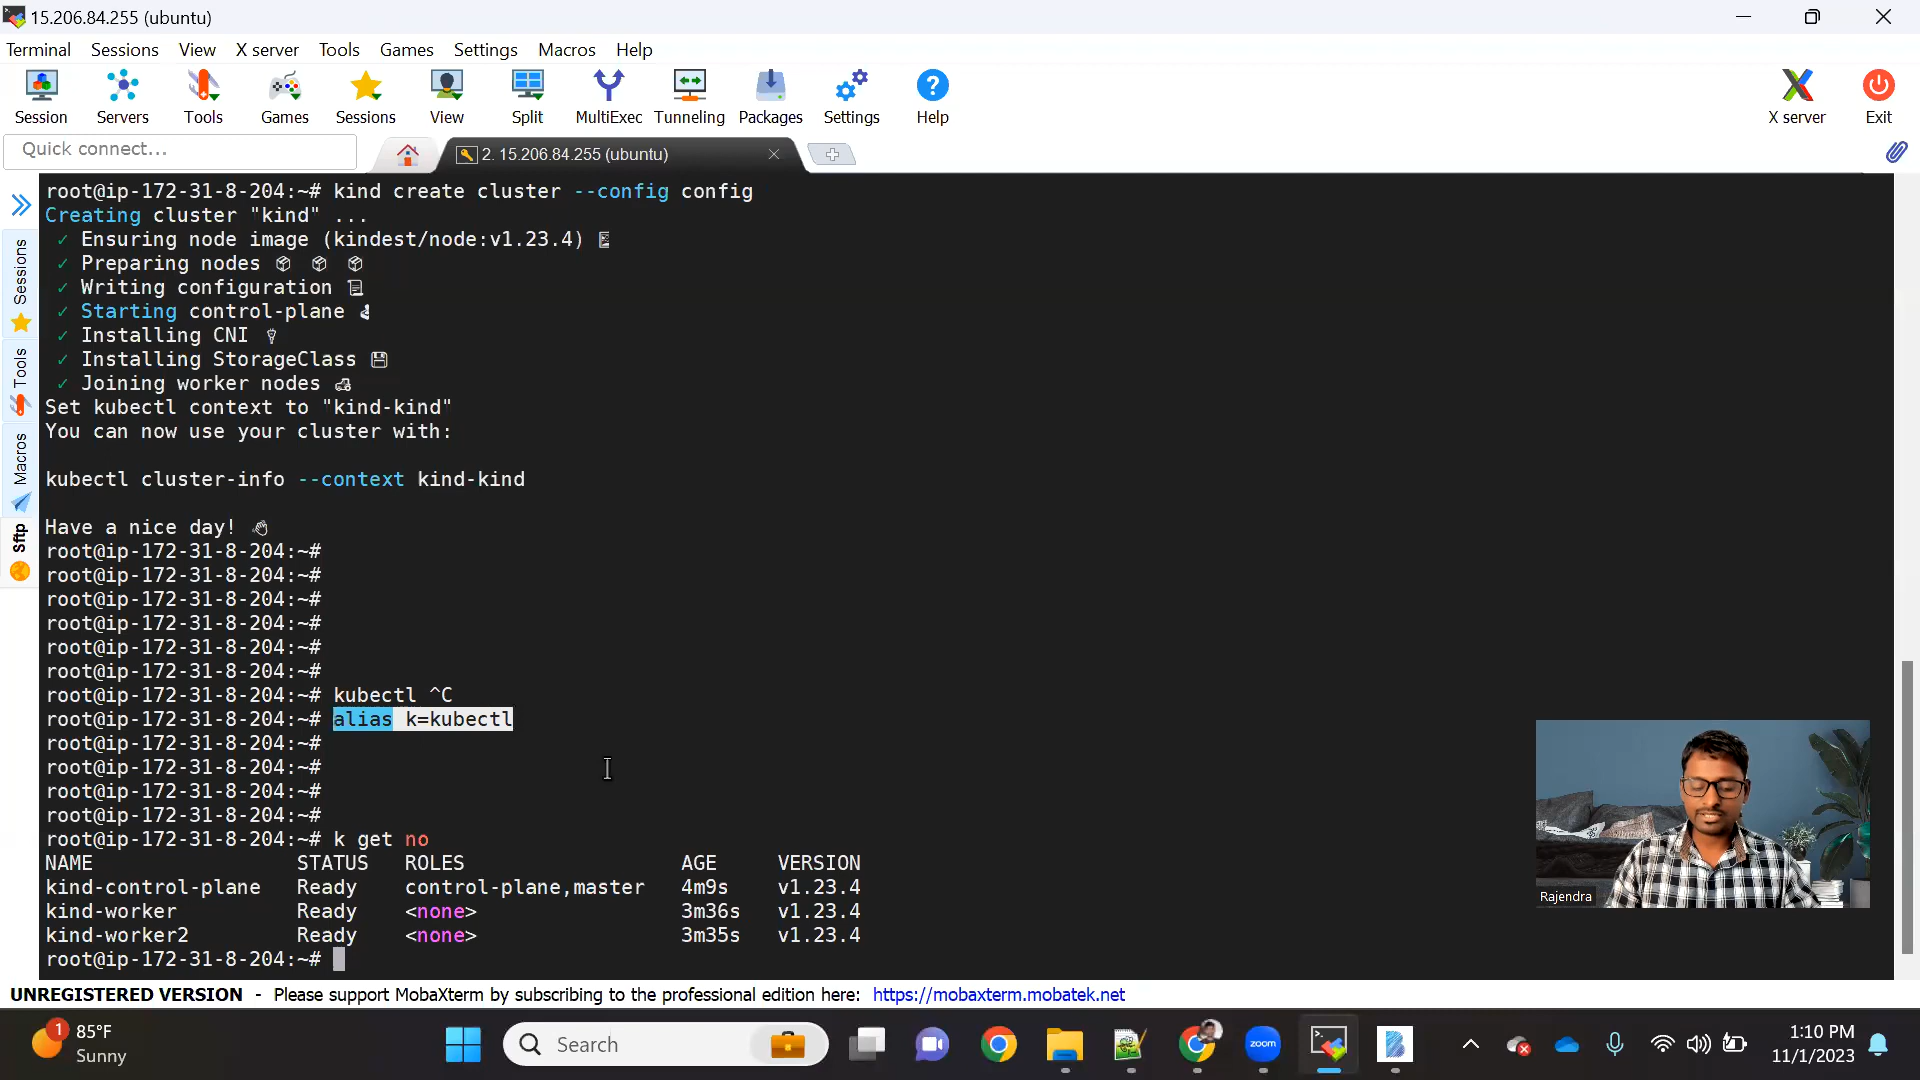 15.206.84.255 (ubuntu)
Terminal Sessions View X server Tools Games Settings Macros Help
Session Servers Tools Games Sessions View Split MultiExec Tunneling Packages Settings Help X server Exit
Quick connect...
2. 15.206.84.255 (ubuntu)
Sessions
Tools
Macros
Sftp
root@ip-172-31-8-204:~# kind create cluster --config config
Creating cluster "kind" ...
✓ Ensuring node image (kindest/node:v1.23.4)
✓ Preparing nodes
✓ Writing configuration
✓ Starting control-plane
✓ Installing CNI
✓ Installing StorageClass
✓ Joining worker nodes
Set kubectl context to "kind-kind"
You can now use your cluster with:
kubectl cluster-info --context kind-kind
Have a nice day!
root@ip-172-31-8-204:~#
root@ip-172-31-8-204:~#
root@ip-172-31-8-204:~#
root@ip-172-31-8-204:~#
root@ip-172-31-8-204:~#
root@ip-172-31-8-204:~#
root@ip-172-31-8-204:~# kubectl ^C
root@ip-172-31-8-204:~# alias k=kubectl
root@ip-172-31-8-204:~#
root@ip-172-31-8-204:~#
root@ip-172-31-8-204:~#
root@ip-172-31-8-204:~#
root@ip-172-31-8-204:~# k get no
NAME STATUS ROLES AGE VERSION
kind-control-plane Ready control-plane,master 4m9s v1.23.4
kind-worker Ready <none> 3m36s v1.23.4
kind-worker2 Ready <none> 3m35s v1.23.4
root@ip-172-31-8-204:~#
Rajendra
UNREGISTERED VERSION - Please support MobaXterm by subscribing to the professional edition here: https://mobaxterm.mobatek.net
1
85°F
Sunny
Search
zoom
1:10 PM
11/1/2023